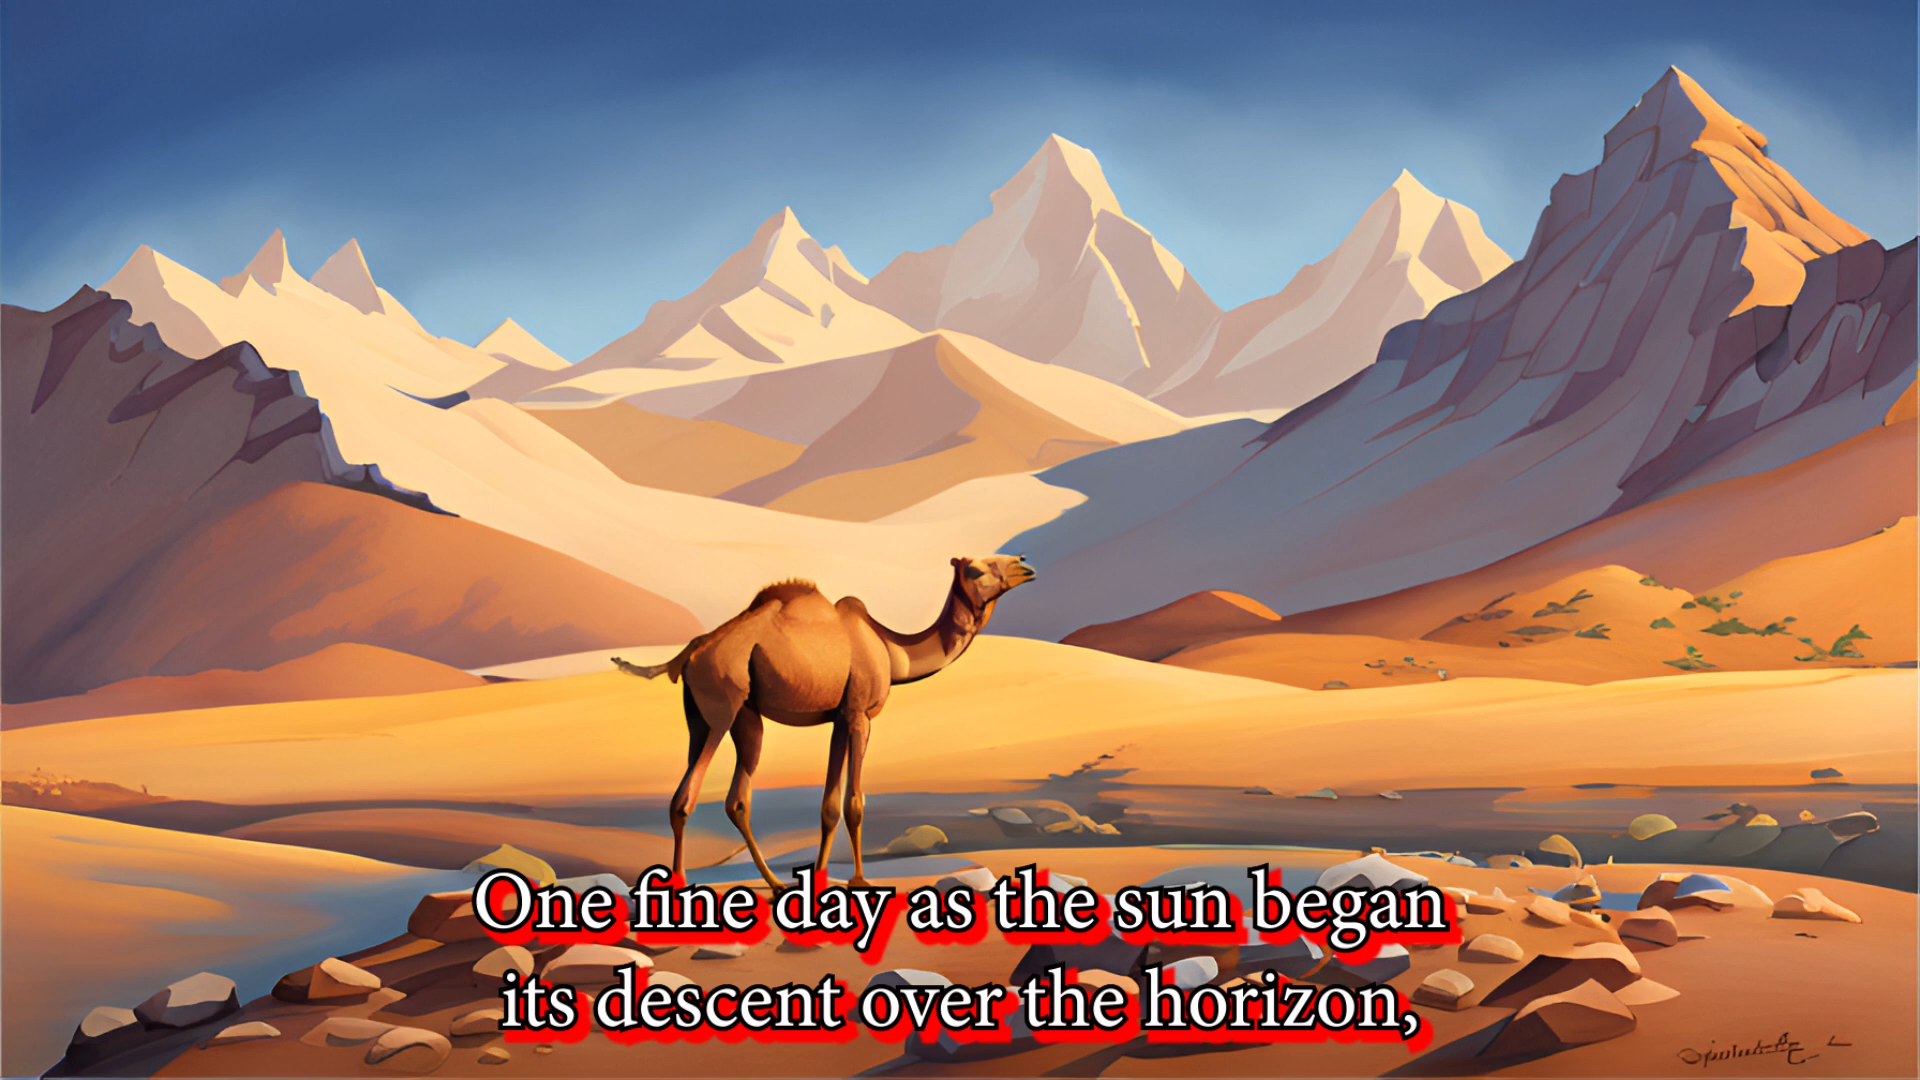 One fine day as the sun began
its descent over the horizon,